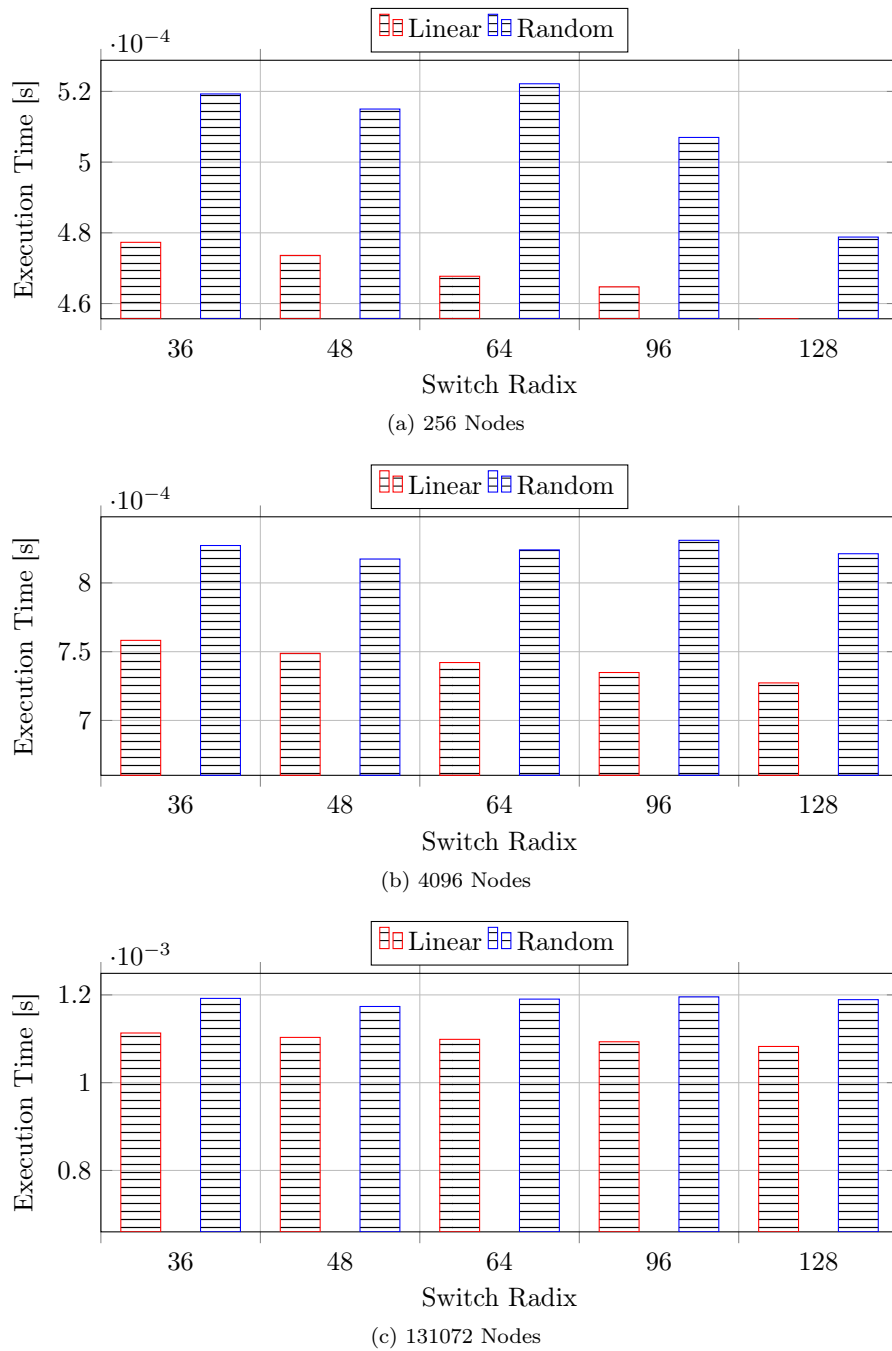 Linear Random
·10⁻⁴
Execution Time [s]
5.2
5
4.8
4.6
36 48 64 96 128
Switch Radix
(a) 256 Nodes
Linear Random
·10⁻⁴
Execution Time [s]
8
7.5
7
36 48 64 96 128
Switch Radix
(b) 4096 Nodes
Linear Random
·10⁻³
Execution Time [s]
1.2
1
0.8
36 48 64 96 128
Switch Radix
(c) 131072 Nodes